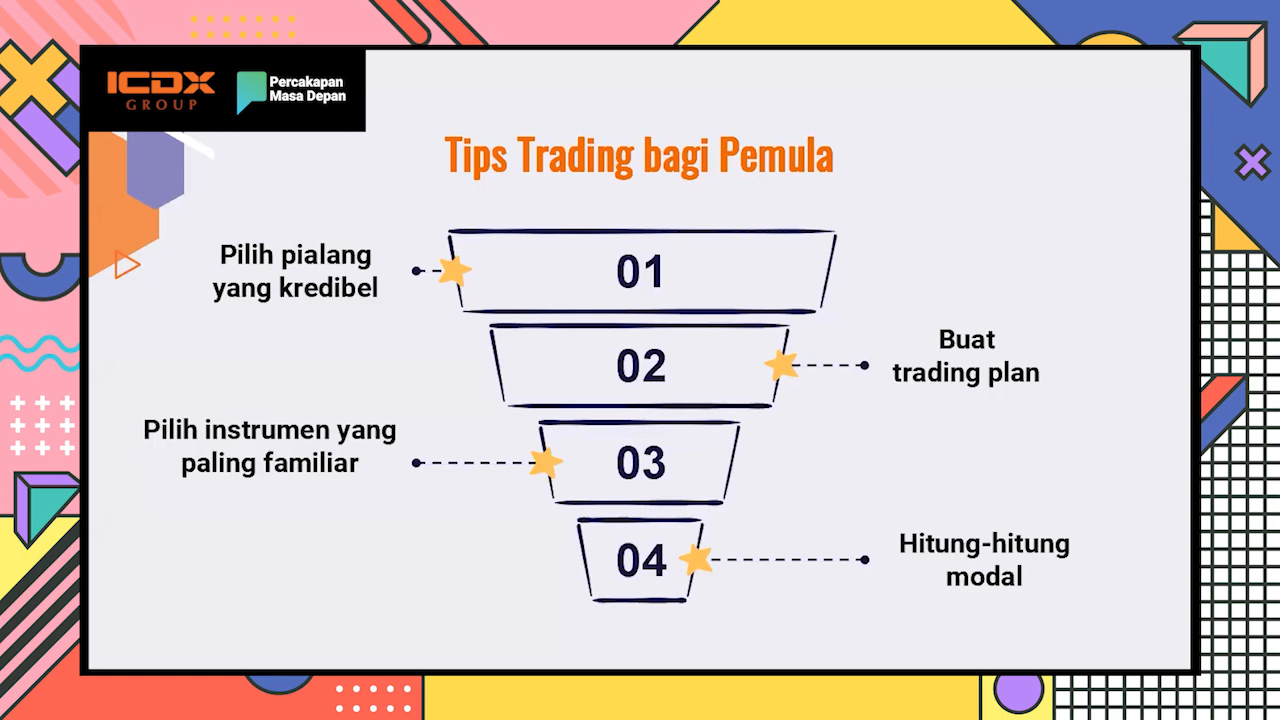 ICDX
GROUP
Percakapan
Masa Depan
Tips Trading bagi Pemula
Pilih pialang
yang kredibel
01
02
Buat
trading plan
Pilih instrumen yang
paling familiar
03
04
Hitung-hitung
modal